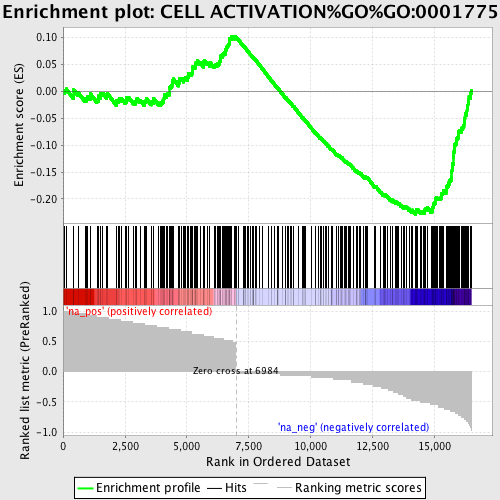 Enrichment plot: CELL ACTIVATION%GO%GO:0001775
Enrichment score (ES)
0.10
0.05
0.00
-0.05
-0.10
-0.15
-0.20
Ranked list metric (PreRanked)
1.0
0.5
0.0
-0.5
-1.0
'na_pos' (positively correlated)
Zero cross at 6984
'na_neg' (negatively correlated)
0
2,500
5,000
7,500
10,000
12,500
15,000
Rank in Ordered Dataset
Enrichment profile
Hits
Ranking metric scores